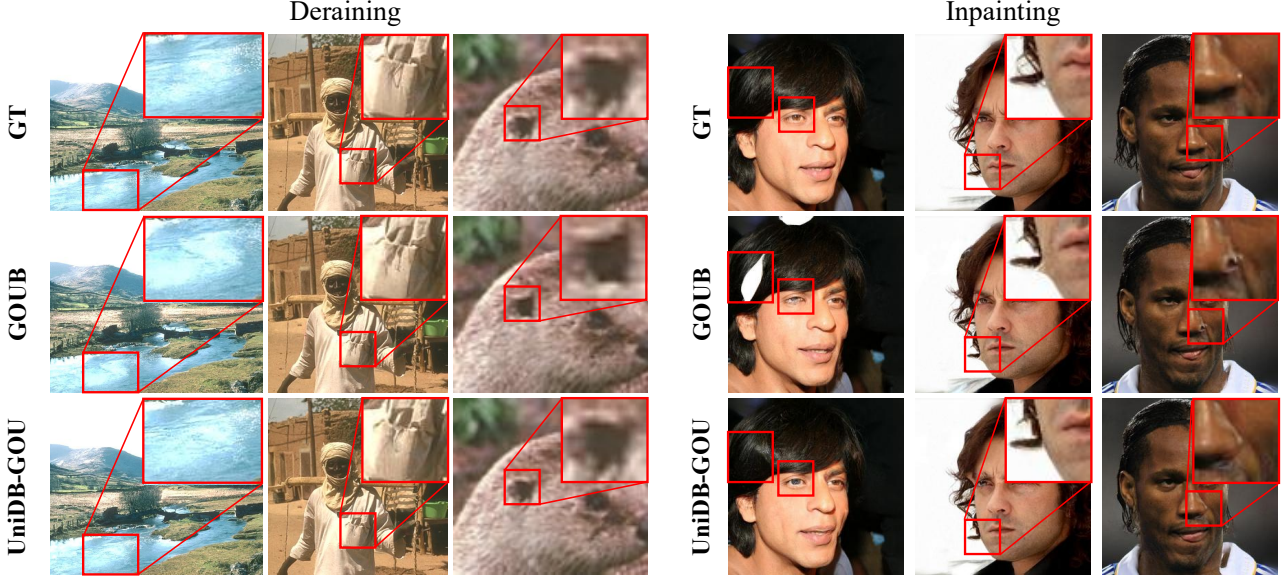 Deraining
Inpainting
GT
GT
GOUB
GOUB
UniDB-GOU
UniDB-GOU